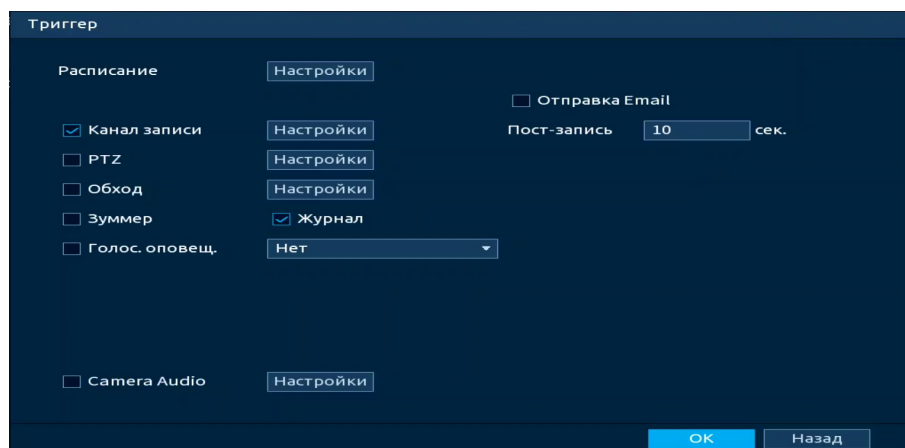 Триггер
Расписание Настройки
Отправка Email
Канал записи Настройки Пост-запись 10 сек.
PTZ Настройки
Обход Настройки
Зуммер Журнал
Голос. оповещ. Нет
Camera Audio Настройки
OK Назад